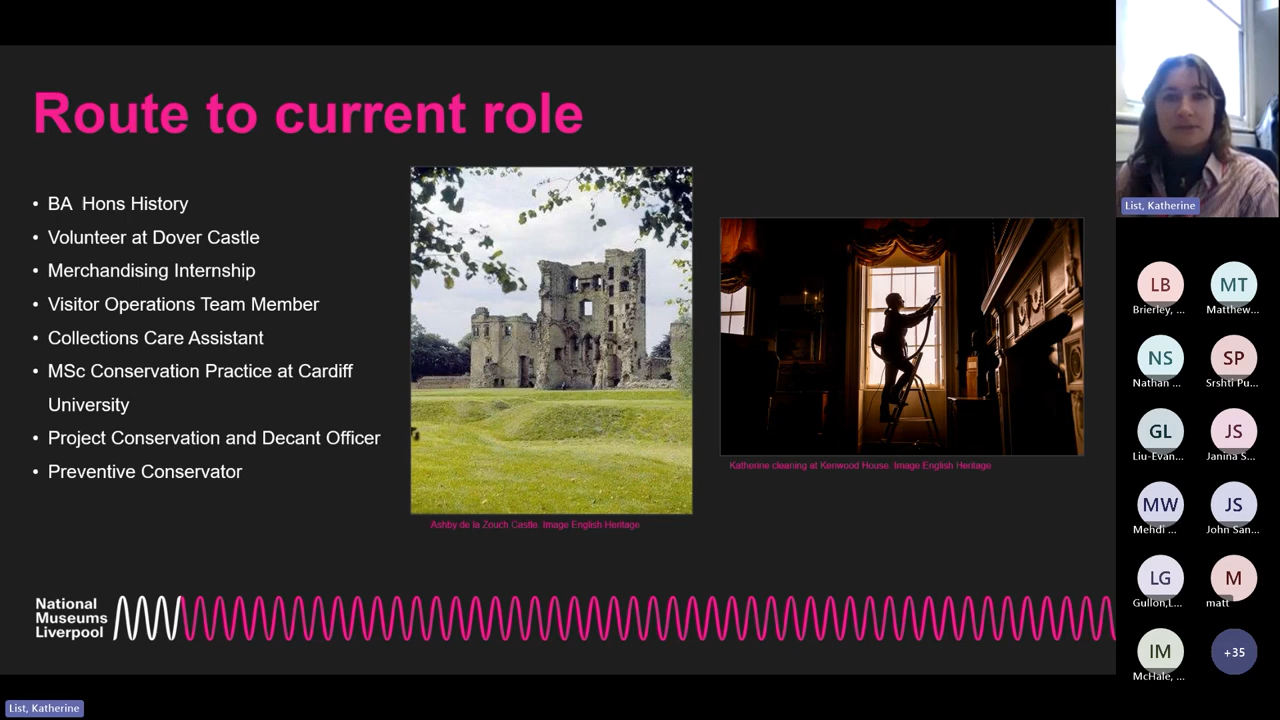 Route to current role
• BA  Hons History
• Volunteer at Dover Castle
• Merchandising Internship
• Visitor Operations Team Member
• Collections Care Assistant
• MSc Conservation Practice at Cardiff
University
• Project Conservation and Decant Officer
• Preventive Conservator
Ashby de la Zouch Castle. Image English Heritage
Katherine cleaning at Kenwood House. Image English Heritage
National
Museums
Liverpool
List, Katherine
List, Katherine
LB
Brierley, ...
MT
Matthew...
NS
Nathan ...
SP
Srshti Pu...
GL
Liu-Evan...
JS
Janina S...
MW
Mehdi ...
JS
John San...
LG
Gullon,L...
M
matt
IM
McHale, ...
+35